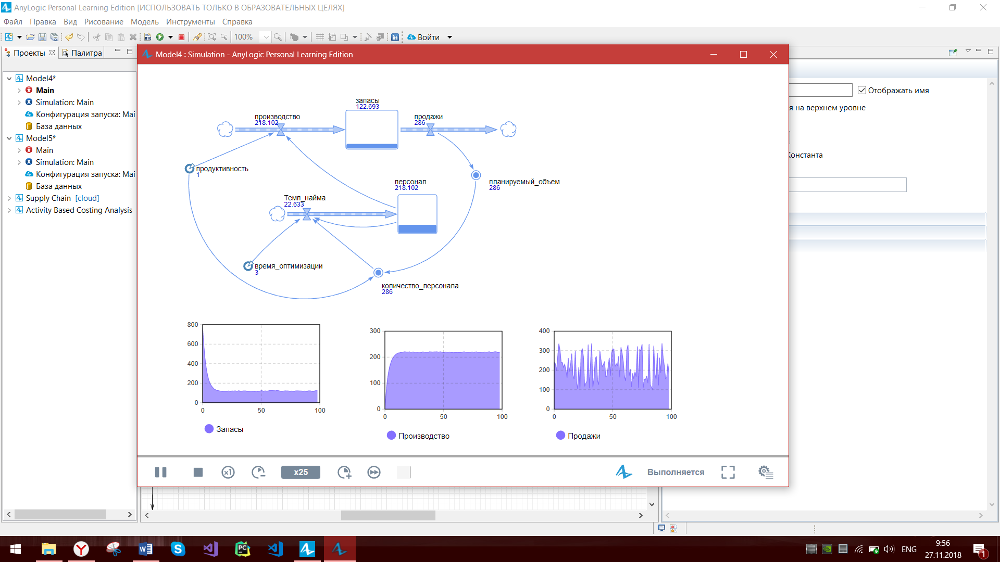 AnyLogic Personal Learning Edition [ИСПОЛЬЗОВАТЬ ТОЛЬКО В ОБРАЗОВАТЕЛЬНЫХ ЦЕЛЯХ]
Файл Правка Вид Рисование Модель Инструменты Справка
100% Войти
Проекты Палитра
Model4*
Main
Simulation: Main
Конфигурация запуска: Mai
База данных
Model5*
Main
Simulation: Main
Конфигурация запуска: Mai
База данных
Supply Chain [cloud]
Activity Based Costing Analysis
Model4 : Simulation - AnyLogic Personal Learning Edition
запасы
122.693
производство
218.102
продажи
286
продуктивность
1
планируемый_объем
286
персонал
218.102
Темп_найма
22.633
время_оптимизации
3
количество_персонала
286
800
600
400
200
0
0 50 100
Запасы
300
200
100
0
0 50 100
Производство
400
300
200
100
0
0 50 100
Продажи
x1 x25 Выполняется
Отображать имя
я на верхнем уровне
Константа
ENG
9:56
27.11.2018
1